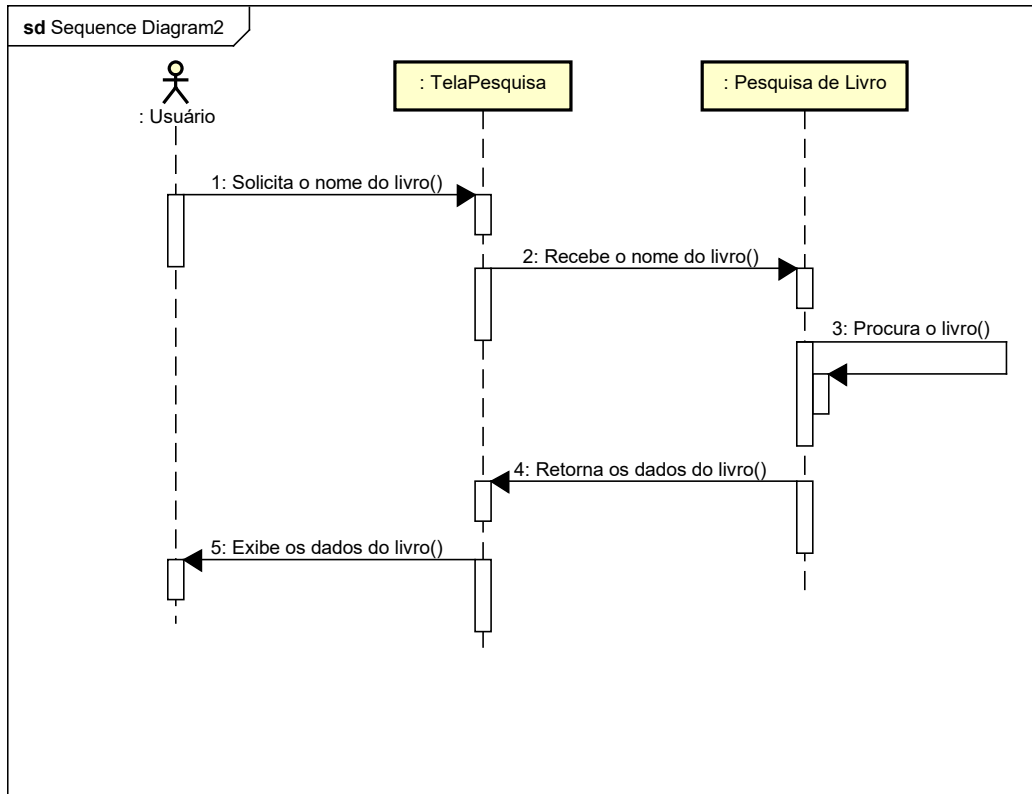 sd Sequence Diagram2
: Usuário
: TelaPesquisa
: Pesquisa de Livro
1: Solicita o nome do livro()
2: Recebe o nome do livro()
3: Procura o livro()
4: Retorna os dados do livro()
5: Exibe os dados do livro()